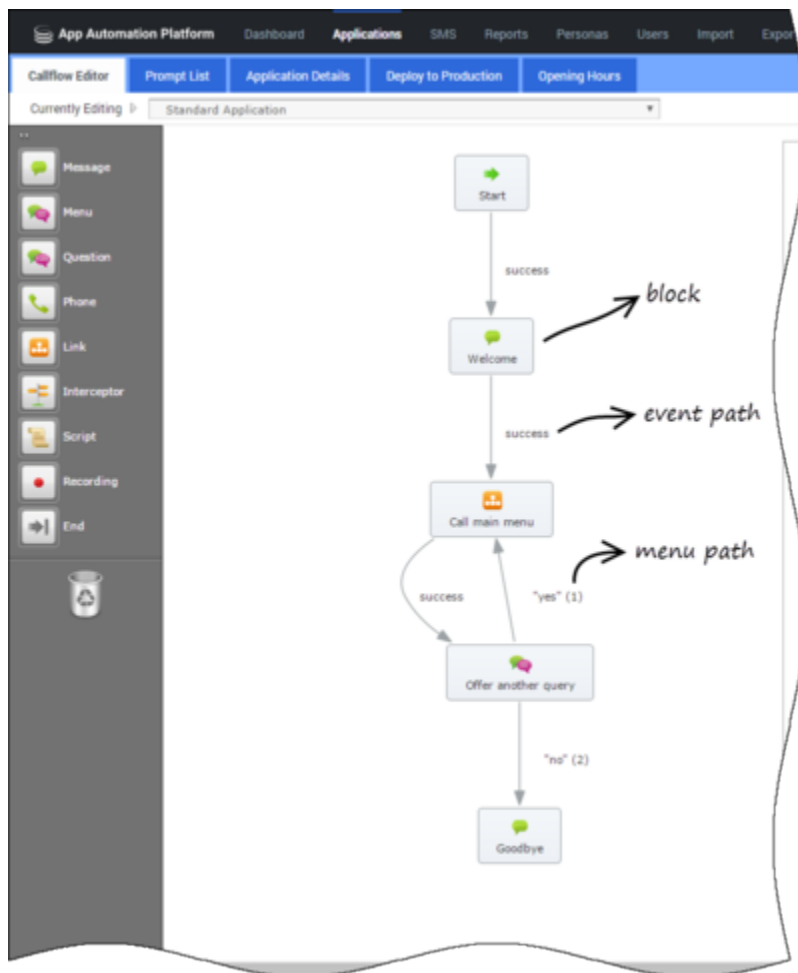 App Automation Platform Dashboard Applications SMS Reports Personas Users Import Expor
Callflow Editor Prompt List Application Details Deploy to Production Opening Hours
Currently Editing Standard Application
Message
Menu
Question
Phone
Link
Interceptor
Script
Recording
End
Start
success
block
Welcome
success
event path
Call main menu
menu path
success
"yes" (1)
Offer another query
"no" (2)
Goodbye